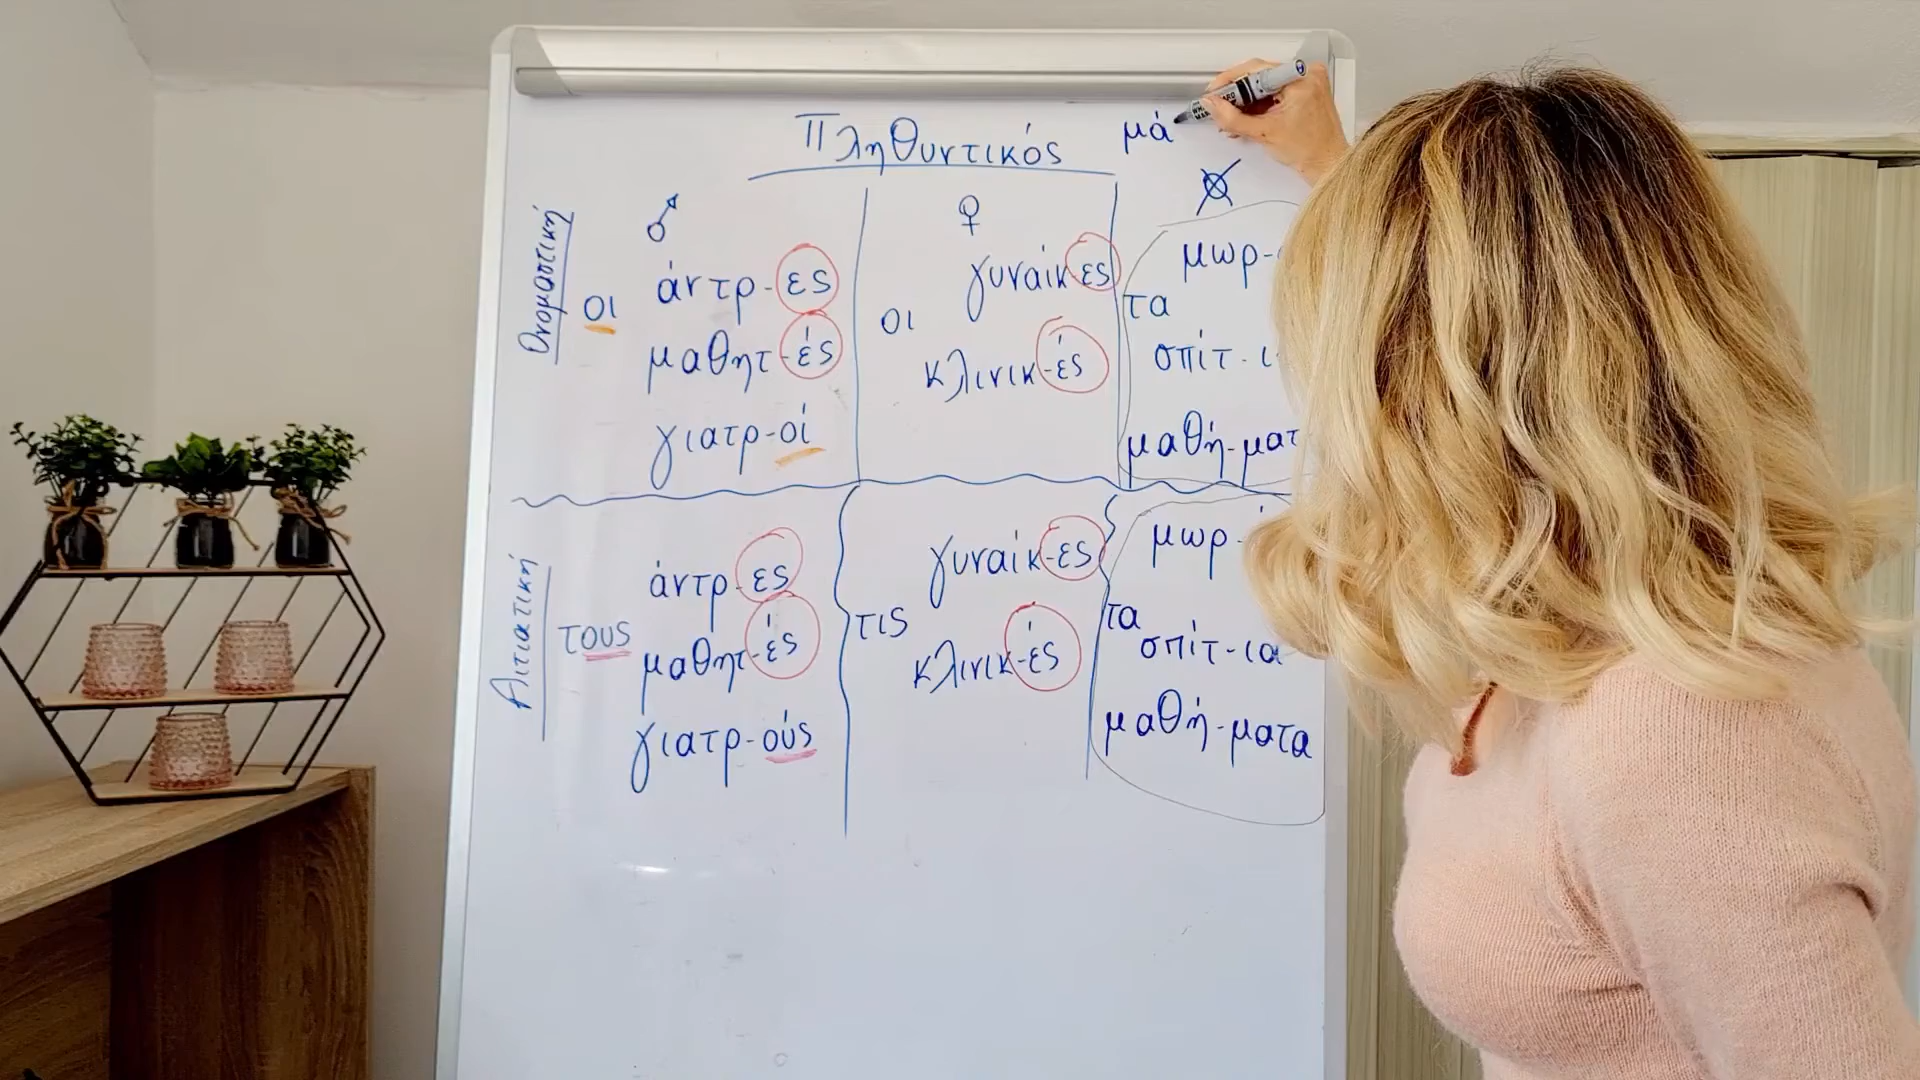 Πληθυντικός μά
Ονομαστική
οι άντρ-ες
μαθητ-ές
γιατρ-οί
οι γυναίκ-ες
κλινικ-ές
τα μωρ-
σπίτ-ι
μαθή-ματ
Αιτιατική
τους άντρ-ες
μαθητ-ές
γιατρ-ούς
τις γυναίκ-ες
κλινικ-ές
τα μωρ-
σπίτ-ια
μαθή-ματα